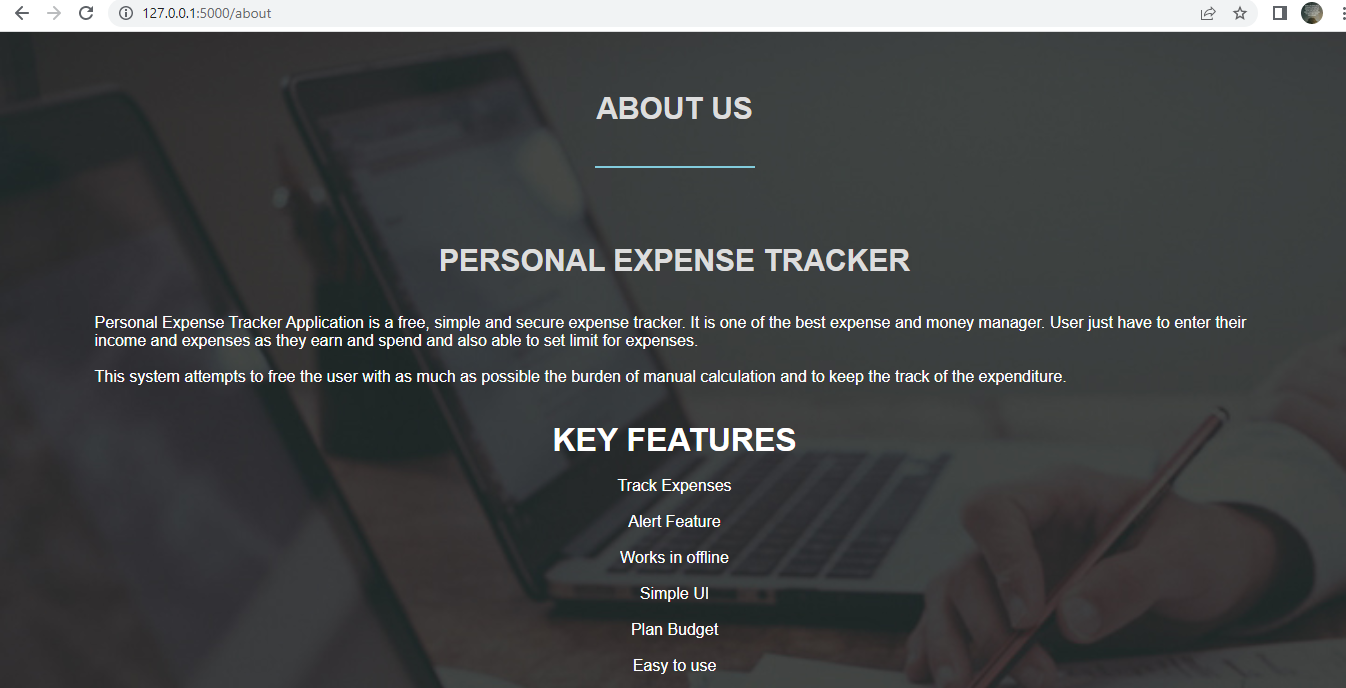 127.0.0.1:5000/about
ABOUT US
PERSONAL EXPENSE TRACKER
Personal Expense Tracker Application is a free, simple and secure expense tracker. It is one of the best expense and money manager. User just have to enter their
income and expenses as they earn and spend and also able to set limit for expenses.
This system attempts to free the user with as much as possible the burden of manual calculation and to keep the track of the expenditure.
KEY FEATURES
Track Expenses
Alert Feature
Works in offline
Simple UI
Plan Budget
Easy to use